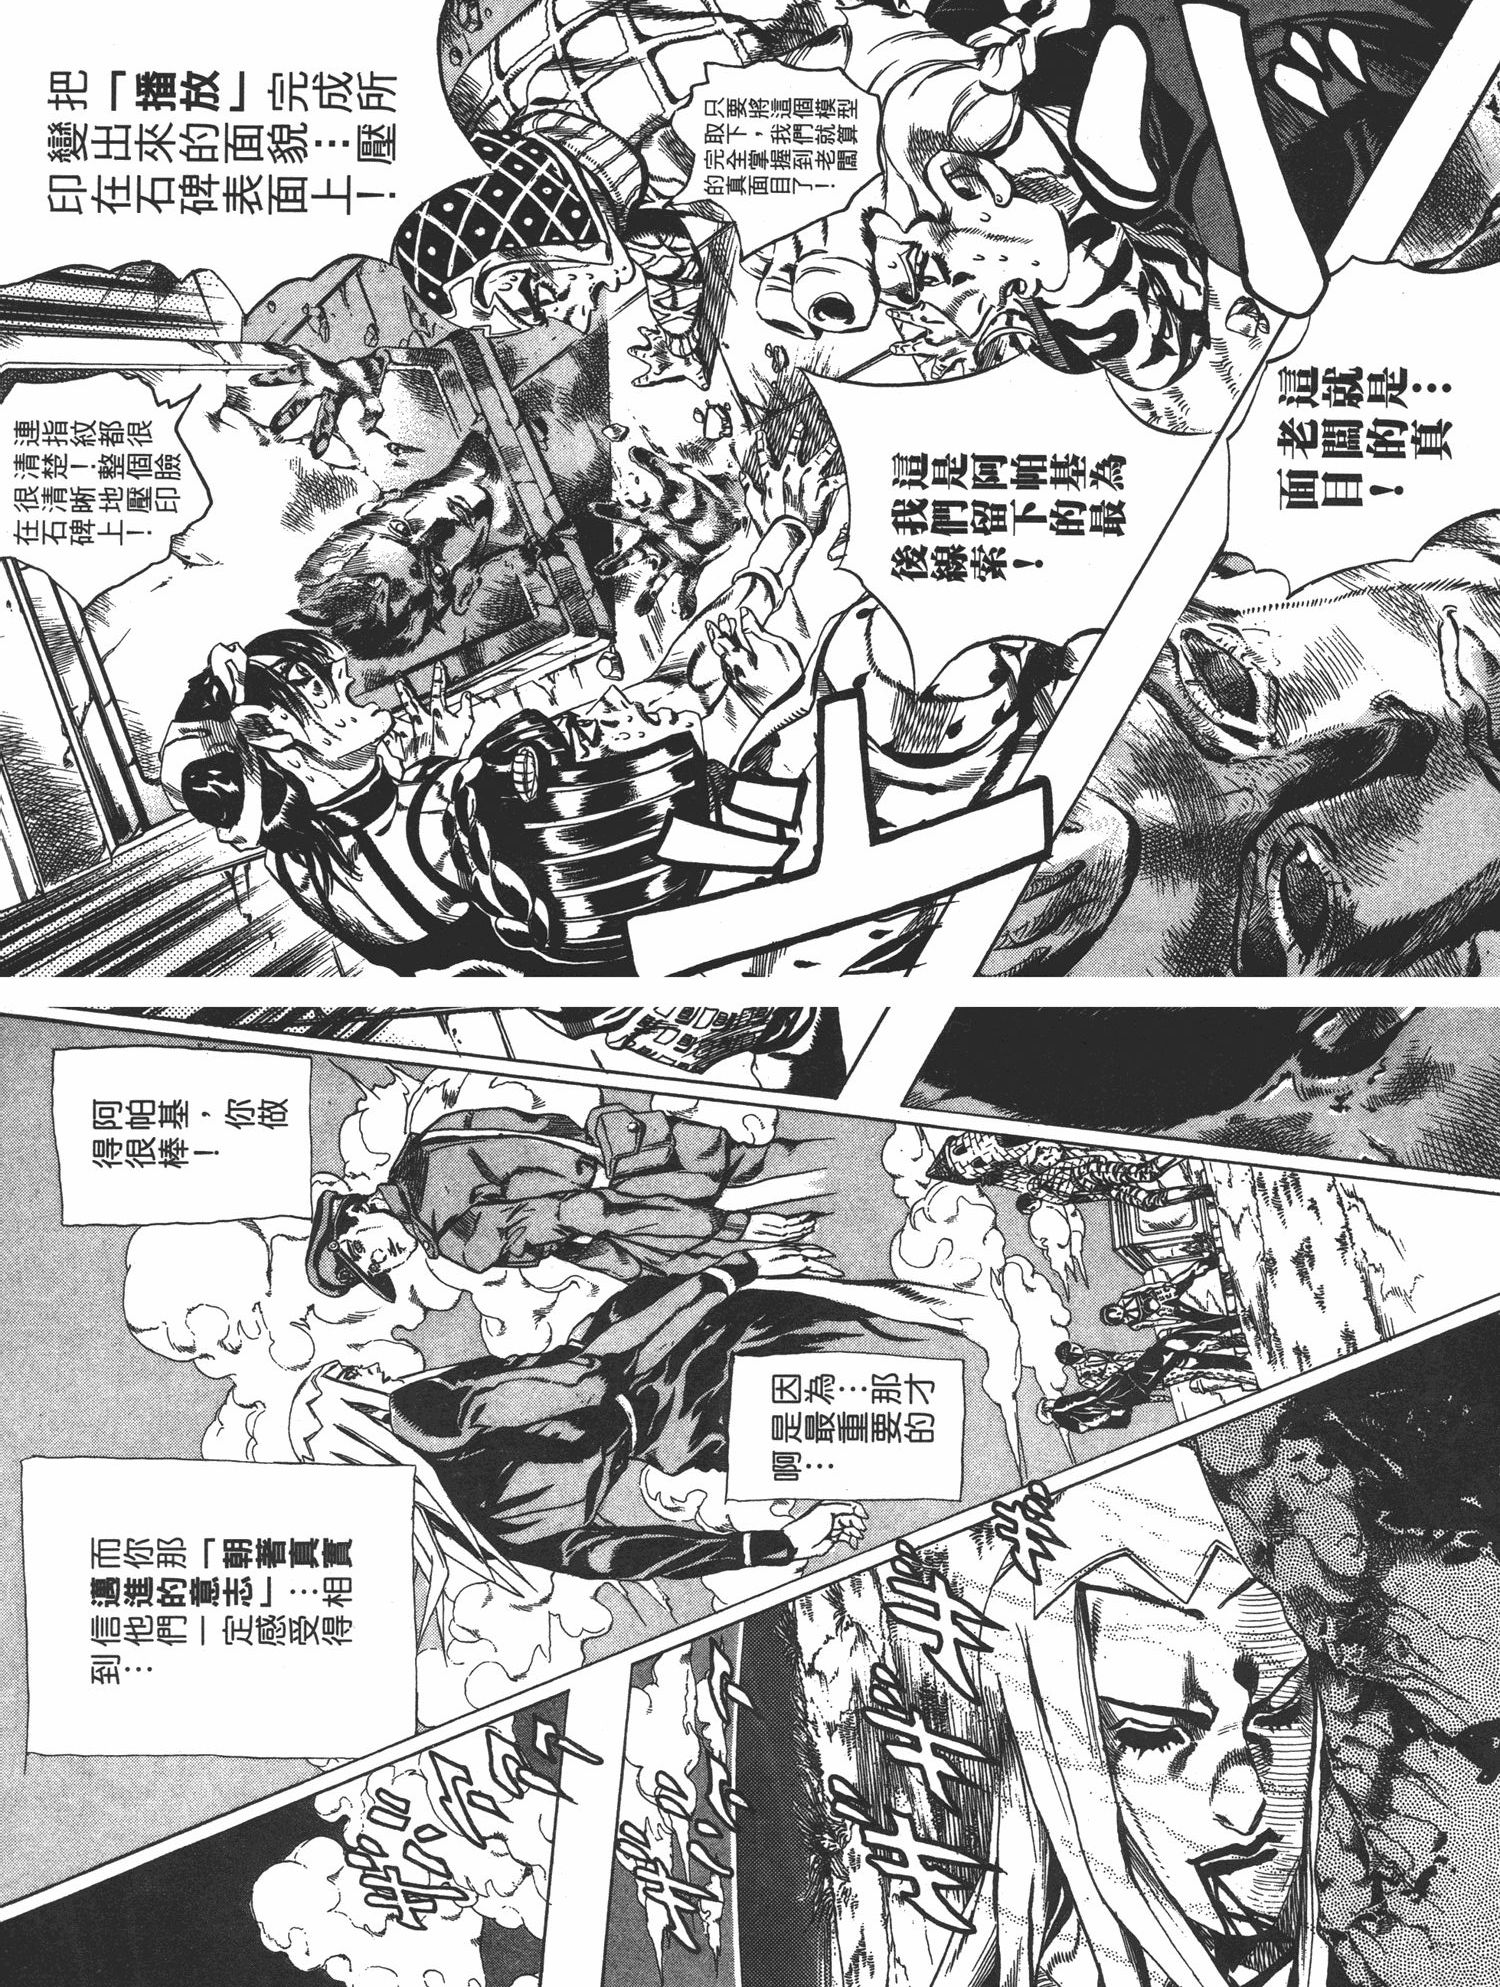 把「播放」完成所
變出來的面貌…壓
印在石碑表面上！
只要將這個模型
取下，我們就算
完全掌握到老闆
的真面目了！
連指紋都很
清楚！整個臉
很清晰地壓印
在石碑上！
這是阿帕基為
我們留下的最
後線索！
這就是…
老闆的真
面目！
阿帕基，你做
得很棒！
而你那「朝著真實
邁進的意志」…相
信他們一定感受得
到…
因為…那才
是最重要的
啊…